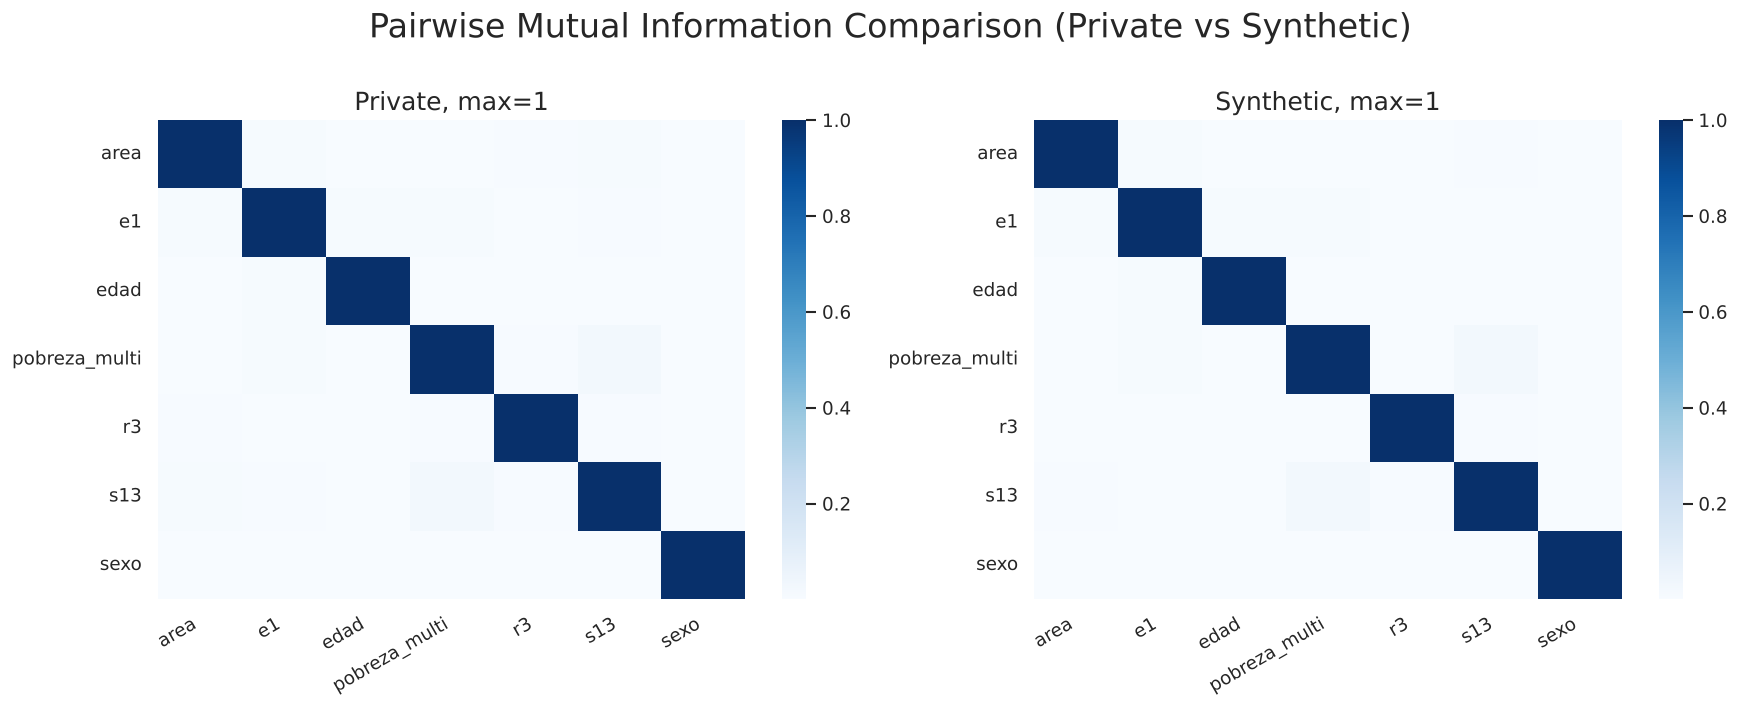 Pairwise Mutual Information Comparison (Private vs Synthetic)
Private, max=1
area
e1
edad
pobreza_multi
r3
s13
sexo
area
e1
edad
pobreza_multi
r3
s13
sexo
1.0
0.8
0.6
0.4
0.2
Synthetic, max=1
area
e1
edad
pobreza_multi
r3
s13
sexo
area
e1
edad
pobreza_multi
r3
s13
sexo
1.0
0.8
0.6
0.4
0.2